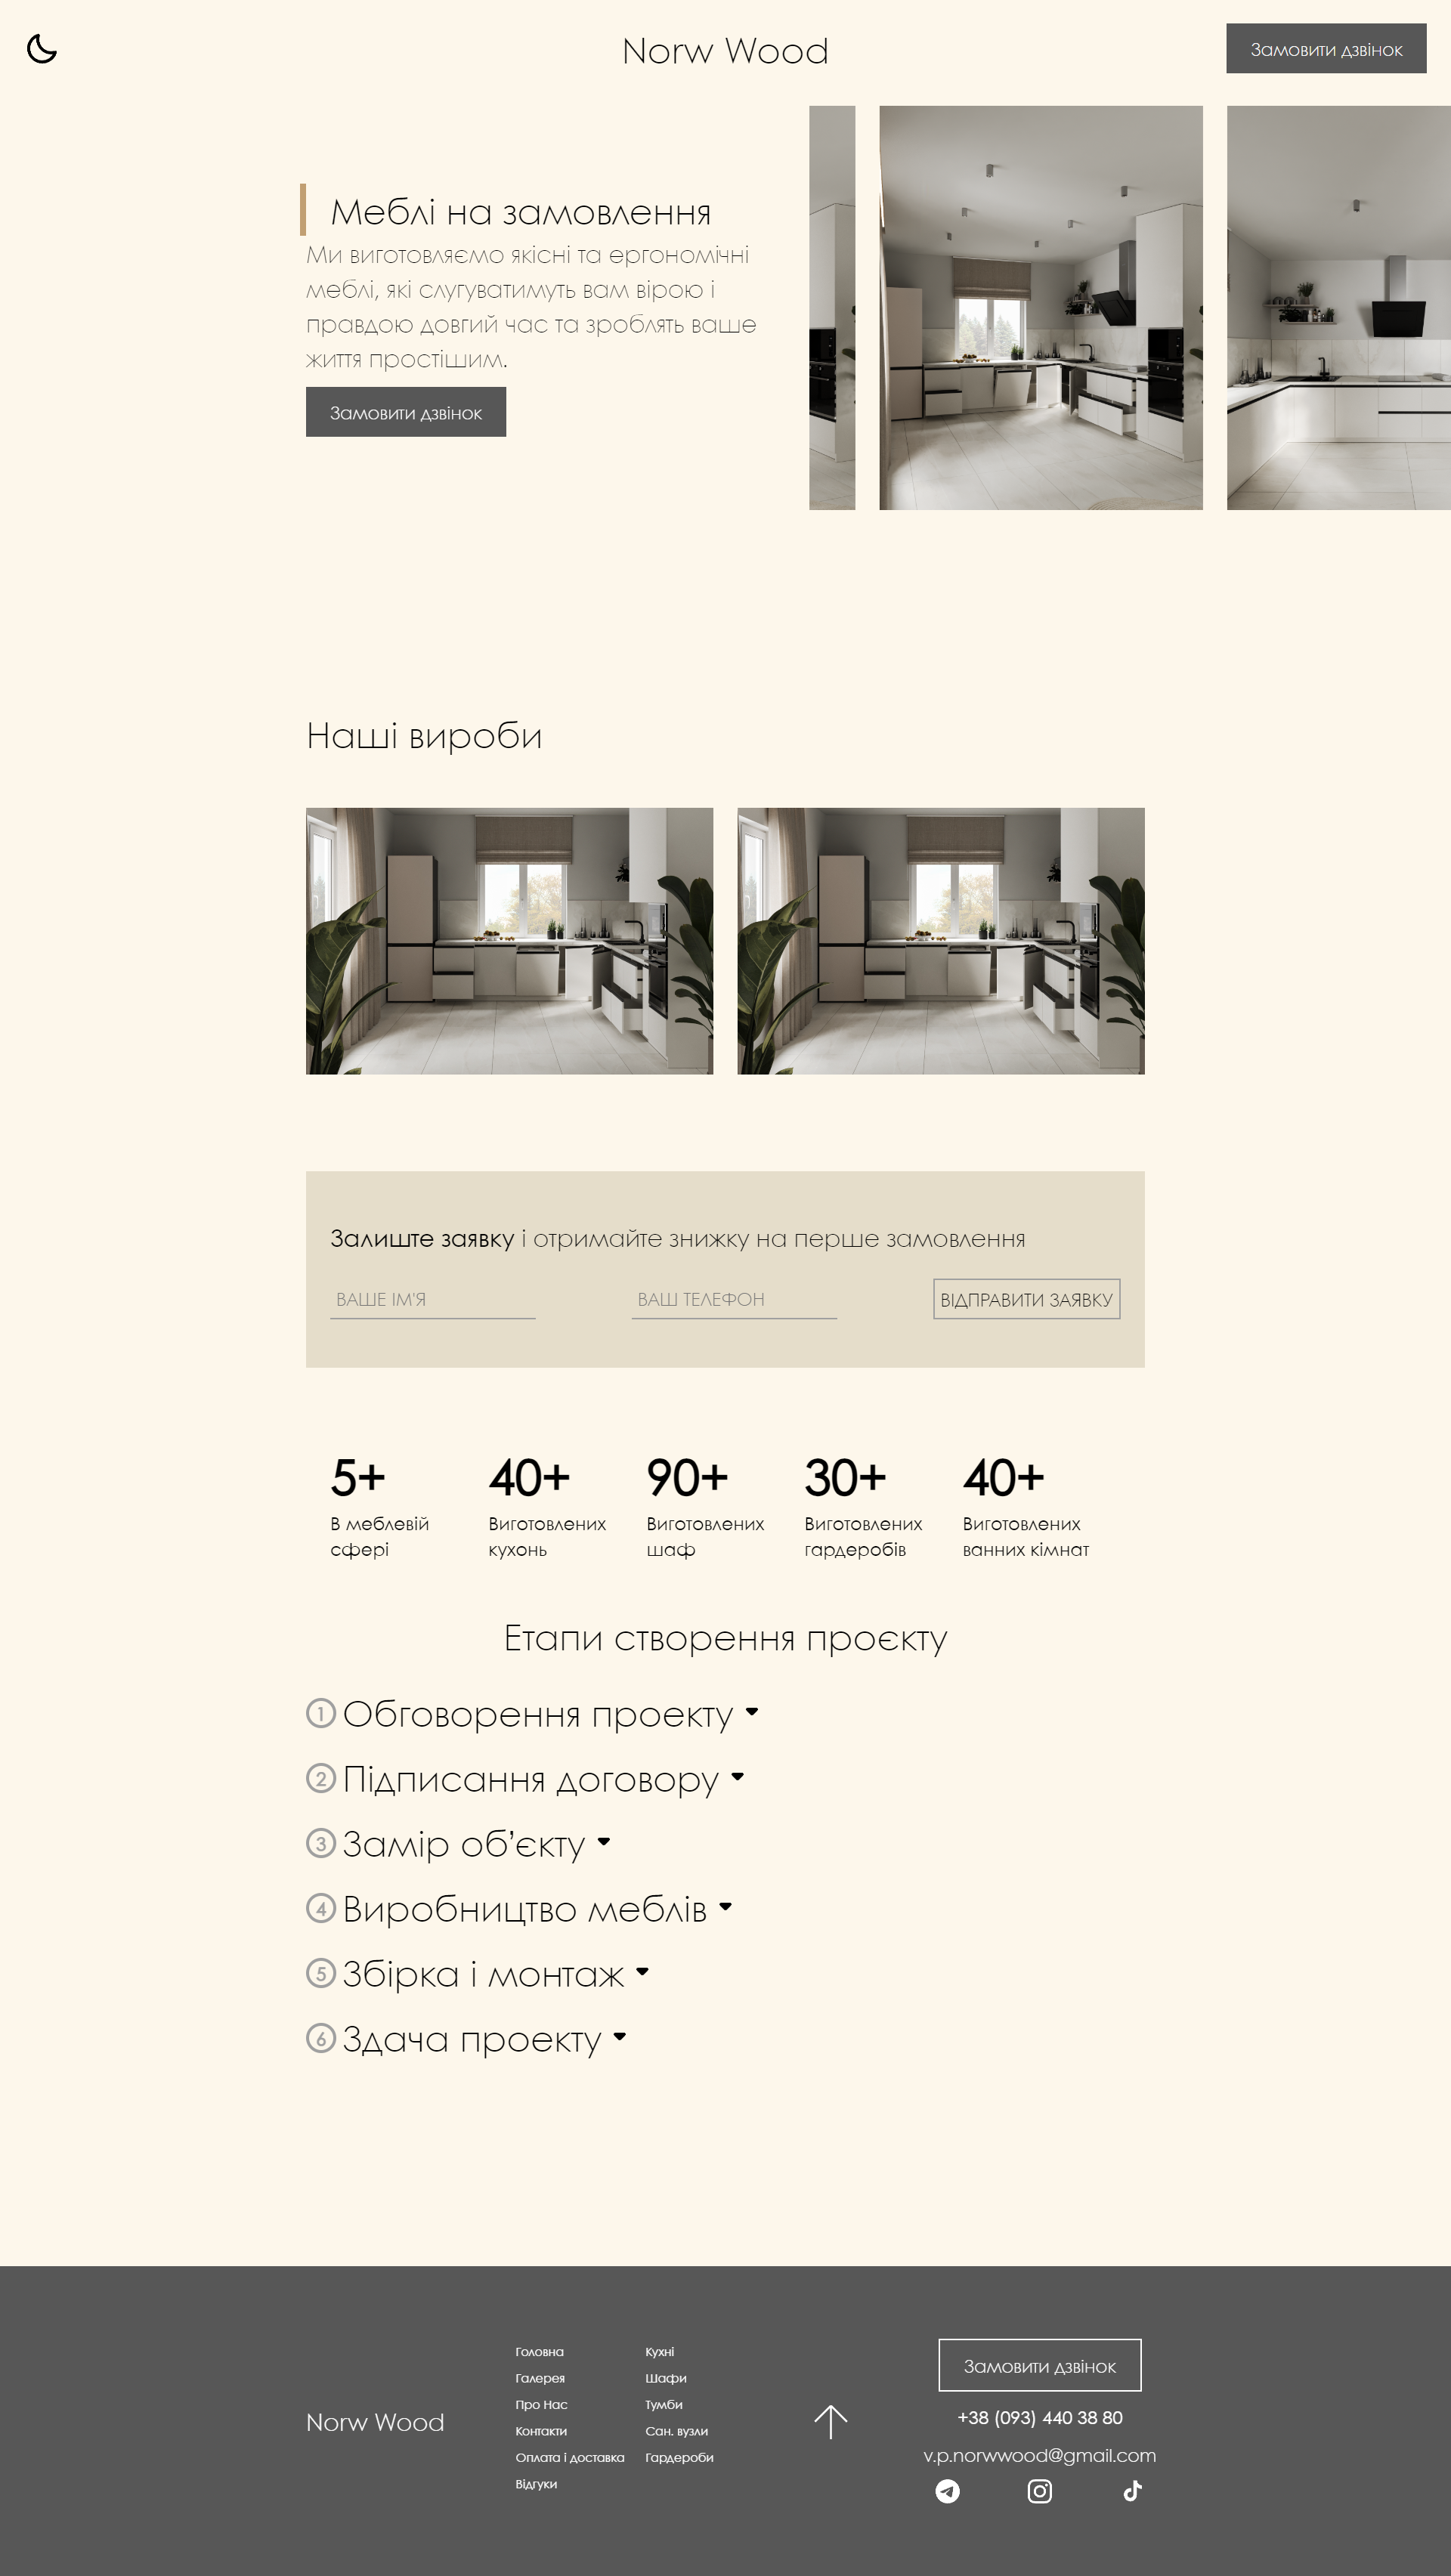 Norw Wood
Замовити дзвінок
Меблі на замовлення
Ми виготовляємо якісні та ергономічні
меблі, які слугуватимуть вам вірою і
правдою довгий час та зроблять ваше
життя простішим.
Замовити дзвінок
Наші вироби
Залиште заявку і отримайте знижку на перше замовлення
ВАШЕ ІМ'Я
ВАШ ТЕЛЕФОН
ВІДПРАВИТИ ЗАЯВКУ
5+
В меблевій
сфері
40+
Виготовлених
кухонь
90+
Виготовлених
шаф
30+
Виготовлених
гардеробів
40+
Виготовлених
ванних кімнат
Етапи створення проєкту
1 Обговорення проекту
2 Підписання договору
3 Замір об’єкту
4 Виробництво меблів
5 Збірка і монтаж
6 Здача проекту
Norw Wood
Головна
Галерея
Про Нас
Контакти
Оплата і доставка
Відгуки
Кухні
Шафи
Тумби
Сан. вузли
Гардероби
Замовити дзвінок
+38 (093) 440 38 80
v.p.norwwood@gmail.com